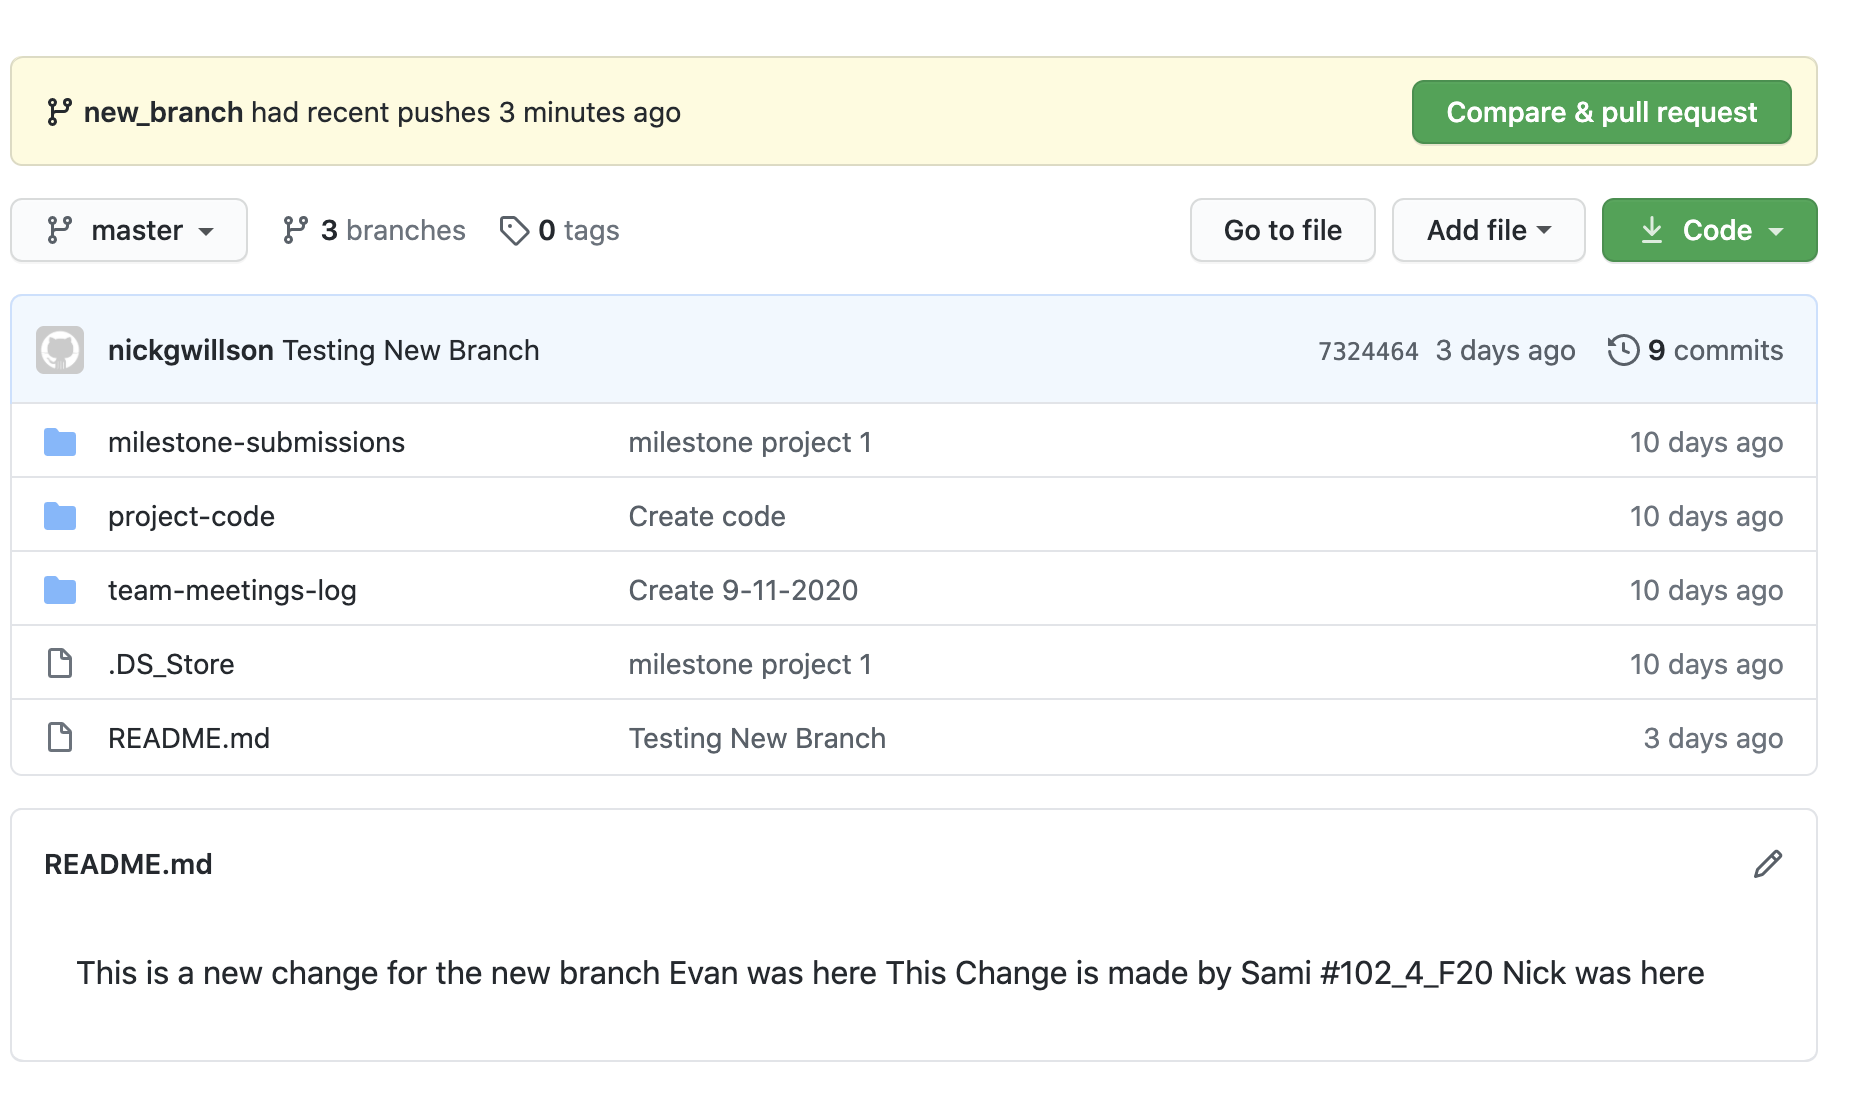 new_branch had recent pushes 3 minutes ago Compare & pull request
master 3 branches 0 tags Go to file Add file Code
nickgwillson Testing New Branch 7324464 3 days ago 9 commits
milestone-submissions milestone project 1 10 days ago
project-code Create code 10 days ago
team-meetings-log Create 9-11-2020 10 days ago
.DS_Store milestone project 1 10 days ago
README.md Testing New Branch 3 days ago
README.md
This is a new change for the new branch Evan was here This Change is made by Sami #102_4_F20 Nick was here